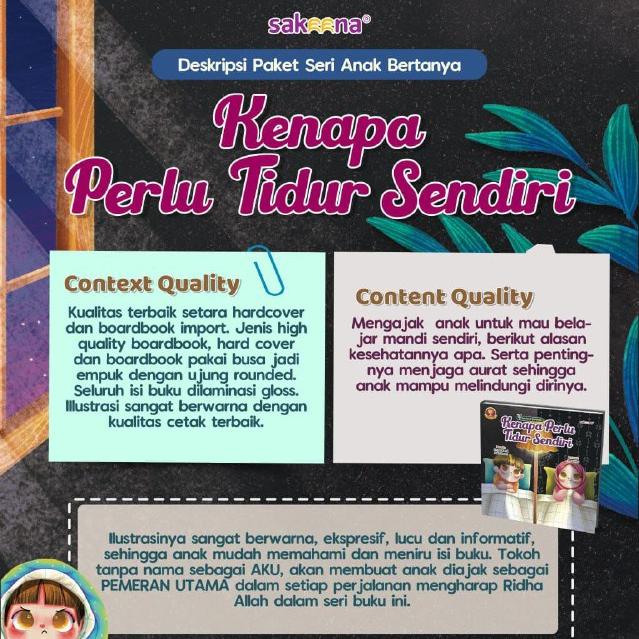 sakeena®
Deskripsi Paket Seri Anak Bertanya
Kenapa
Perlu Tidur Sendiri
Context Quality
Kualitas terbaik setara hardcover
dan boardbook import. Jenis high
quality boardbook, hard cover
dan boardbook pakai busa jadi
empuk dengan ujung rounded.
Seluruh isi buku dilaminasi gloss.
Illustrasi sangat berwarna dengan
kualitas cetak terbaik.
Content Quality
Mengajak anak untuk mau bela-
jar mandi sendiri, berikut alasan
kesehatannya apa. Serta penting-
nya menjaga aurat sehingga
anak mampu melindungi dirinya.
Kenapa Perlu
Tidur Sendiri
Ilustrasinya sangat berwarna, ekspresif, lucu dan informatif,
sehingga anak mudah memahami dan meniru isi buku. Tokoh
tanpa nama sebagai AKU, akan membuat anak diajak sebagai
PEMERAN UTAMA dalam setiap perjalanan mengharap Ridha
Allah dalam seri buku ini.